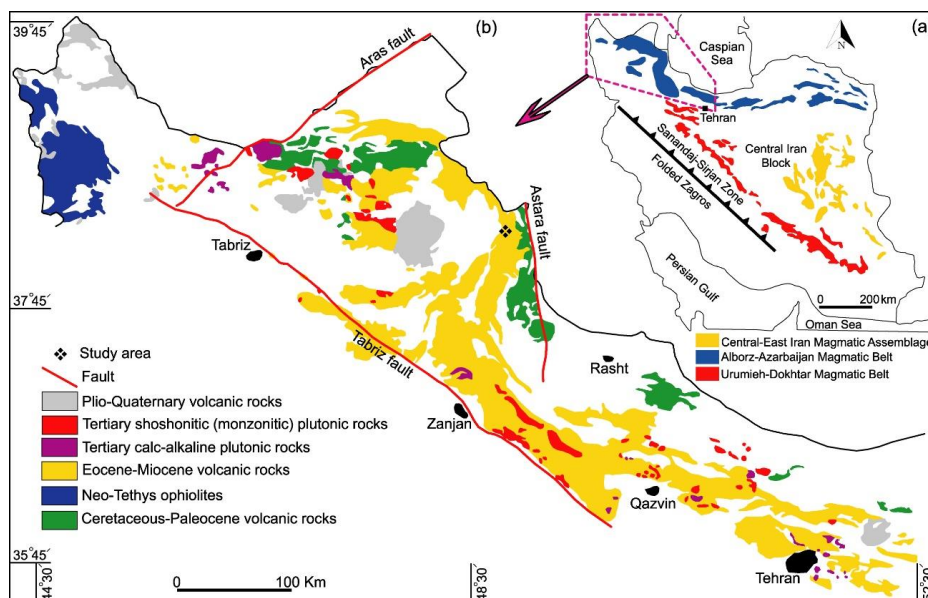 39°45′
(b)
(a)
Aras fault
Caspian
Sea
N
Tehran
Central Iran
Block
Sanandaj-Sirjan Zone
Folded Zagros
Astara fault
Tabriz
Persian Gulf
0 200 km
Oman Sea
37°45′
Central-East Iran Magmatic Assemblage
Alborz-Azarbaijan Magmatic Belt
Urumieh-Dokhtar Magmatic Belt
Tabriz fault
Rasht
Study area
Fault
Plio-Quaternary volcanic rocks
Tertiary shoshonitic (monzonitic) plutonic rocks
Tertiary calc-alkaline plutonic rocks
Eocene-Miocene volcanic rocks
Neo-Tethys ophiolites
Ceretaceous-Paleocene volcanic rocks
Zanjan
Qazvin
Tehran
35°45′
0 100 Km
44°30′
48°30′
52°30′